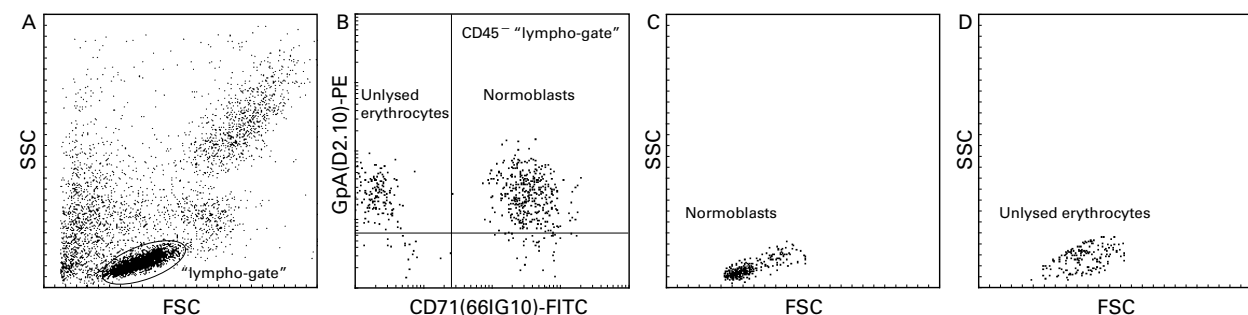 A
SSC
"lympho-gate"
FSC
B
GpA(D2.10)-PE
CD45⁻ "lympho-gate"
Unlysed
erythrocytes
Normoblasts
CD71(66IG10)-FITC
C
SSC
Normoblasts
FSC
D
SSC
Unlysed erythrocytes
FSC